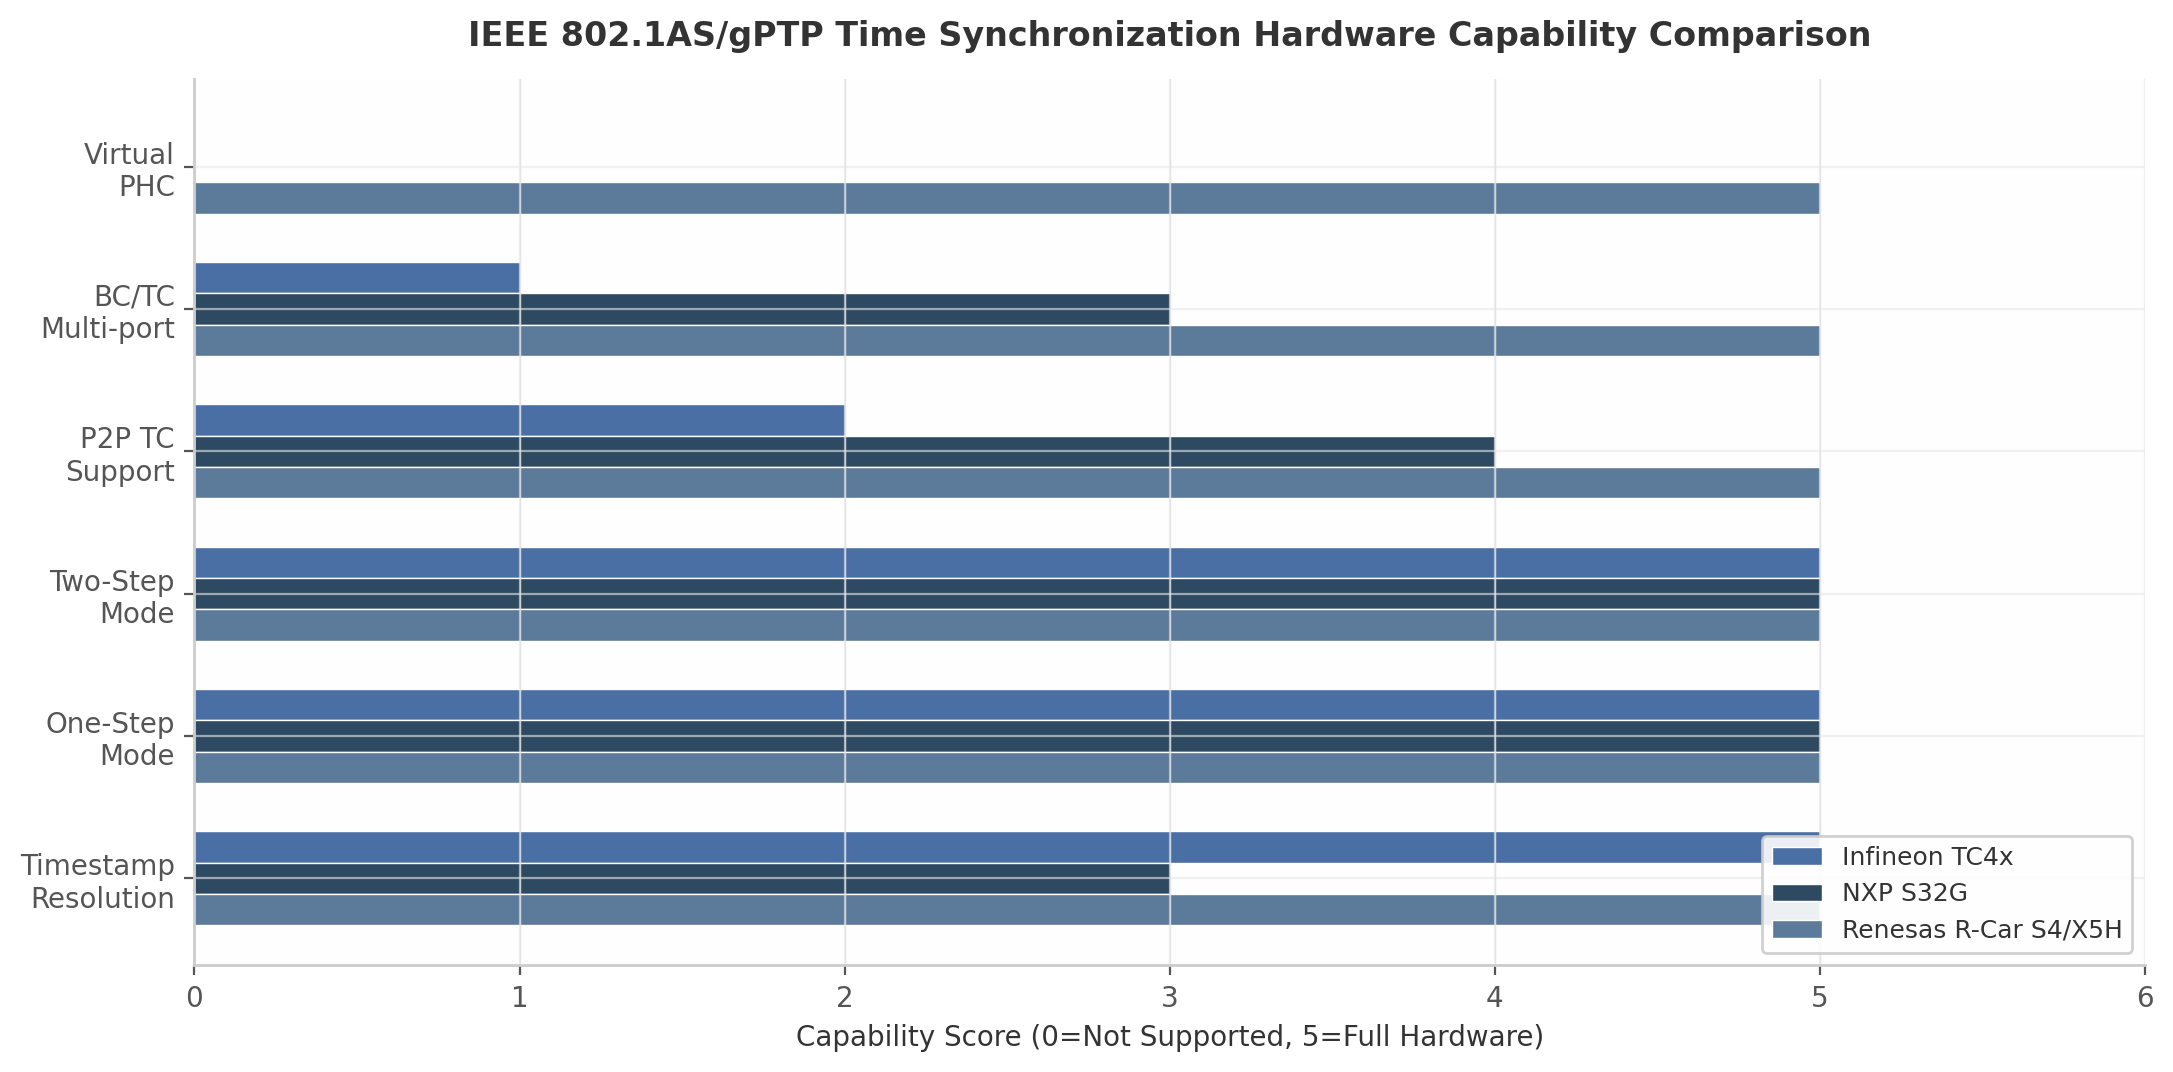 IEEE 802.1AS/gPTP Time Synchronization Hardware Capability Comparison
Virtual
PHC
BC/TC
Multi-port
P2P TC
Support
Two-Step
Mode
One-Step
Mode
Timestamp
Resolution
Infineon TC4x
NXP S32G
Renesas R-Car S4/X5H
0 1 2 3 4 5 6
Capability Score (0=Not Supported, 5=Full Hardware)